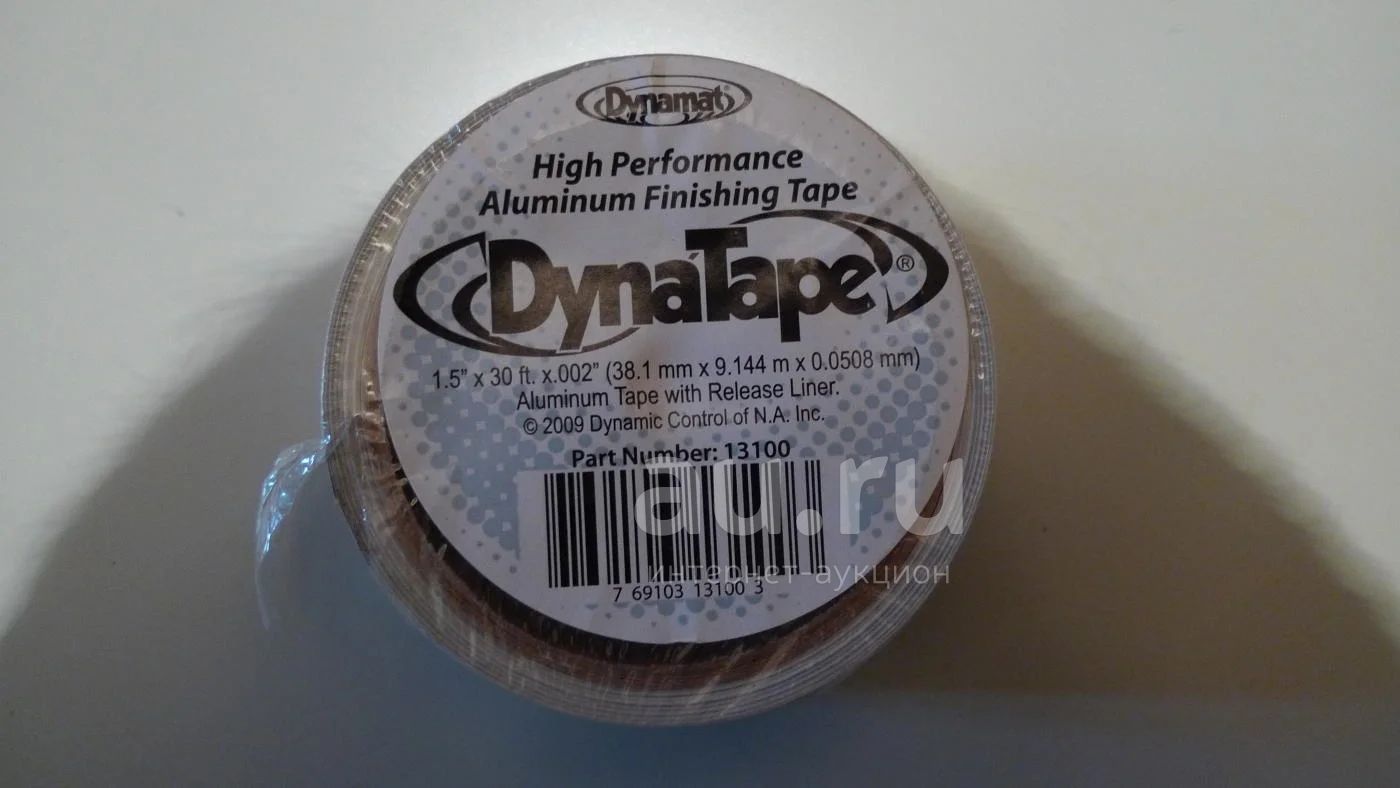 Dynamat®
High Performance
Aluminum Finishing Tape
DynaTape®
1.5" x 30 ft. x.002" (38.1 mm x 9.144 m x 0.0508 mm)
Aluminum Tape with Release Liner.
© 2009 Dynamic Control of N.A. Inc.
Part Number: 13100
au.ru
интернет-аукцион
7 69103 13100 3